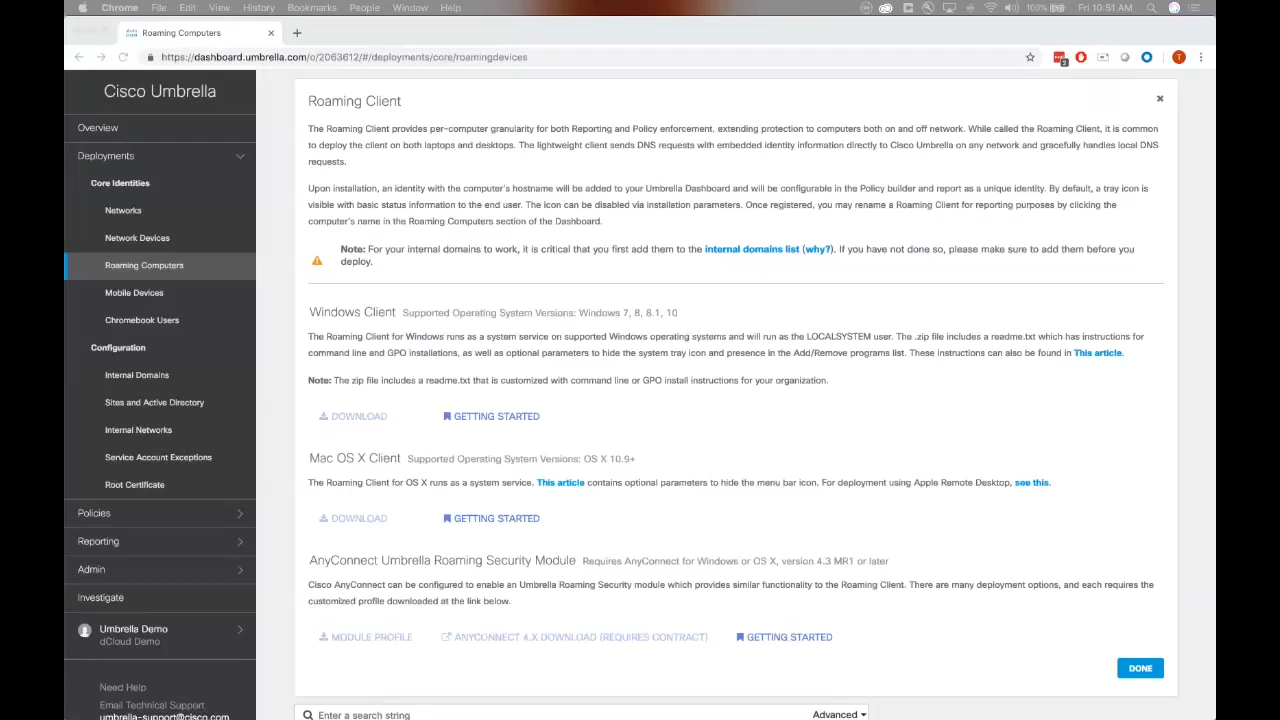 Chrome File Edit View History Bookmarks People Window Help 100% Fri 10:51 AM
Roaming Computers
https://dashboard.umbrella.com/o/2063612/#/deployments/core/roamingdevices
2
T
Cisco Umbrella
Overview
Deployments
Core Identities
Networks
Network Devices
Roaming Computers
Mobile Devices
Chromebook Users
Configuration
Internal Domains
Sites and Active Directory
Internal Networks
Service Account Exceptions
Root Certificate
Policies
Reporting
Admin
Investigate
Umbrella Demo
dCloud Demo
Need Help
Email Technical Support
umbrella-support@cisco.com
Roaming Client
The Roaming Client provides per-computer granularity for both Reporting and Policy enforcement, extending protection to computers both on and off network. While called the Roaming Client, it is common
to deploy the client on both laptops and desktops. The lightweight client sends DNS requests with embedded identity information directly to Cisco Umbrella on any network and gracefully handles local DNS
requests.
Upon installation, an identity with the computer's hostname will be added to your Umbrella Dashboard and will be configurable in the Policy builder and report as a unique identity. By default, a tray icon is
visible with basic status information to the end user. The icon can be disabled via installation parameters. Once registered, you may rename a Roaming Client for reporting purposes by clicking the
computer's name in the Roaming Computers section of the Dashboard.
Note: For your internal domains to work, it is critical that you first add them to the internal domains list (why?). If you have not done so, please make sure to add them before you
deploy.
Windows Client Supported Operating System Versions: Windows 7, 8, 8.1, 10
The Roaming Client for Windows runs as a system service on supported Windows operating systems and will run as the LOCALSYSTEM user. The .zip file includes a readme.txt which has instructions for
command line and GPO installations, as well as optional parameters to hide the system tray icon and presence in the Add/Remove programs list. These instructions can also be found in This article.
Note: The zip file includes a readme.txt that is customized with command line or GPO install instructions for your organization.
DOWNLOAD GETTING STARTED
Mac OS X Client Supported Operating System Versions: OS X 10.9+
The Roaming Client for OS X runs as a system service. This article contains optional parameters to hide the menu bar icon. For deployment using Apple Remote Desktop, see this.
DOWNLOAD GETTING STARTED
AnyConnect Umbrella Roaming Security Module Requires AnyConnect for Windows or OS X, version 4.3 MR1 or later
Cisco AnyConnect can be configured to enable an Umbrella Roaming Security module which provides similar functionality to the Roaming Client. There are many deployment options, and each requires the
customized profile downloaded at the link below.
MODULE PROFILE ANYCONNECT 4.X DOWNLOAD (REQUIRES CONTRACT) GETTING STARTED
DONE
Enter a search string Advanced